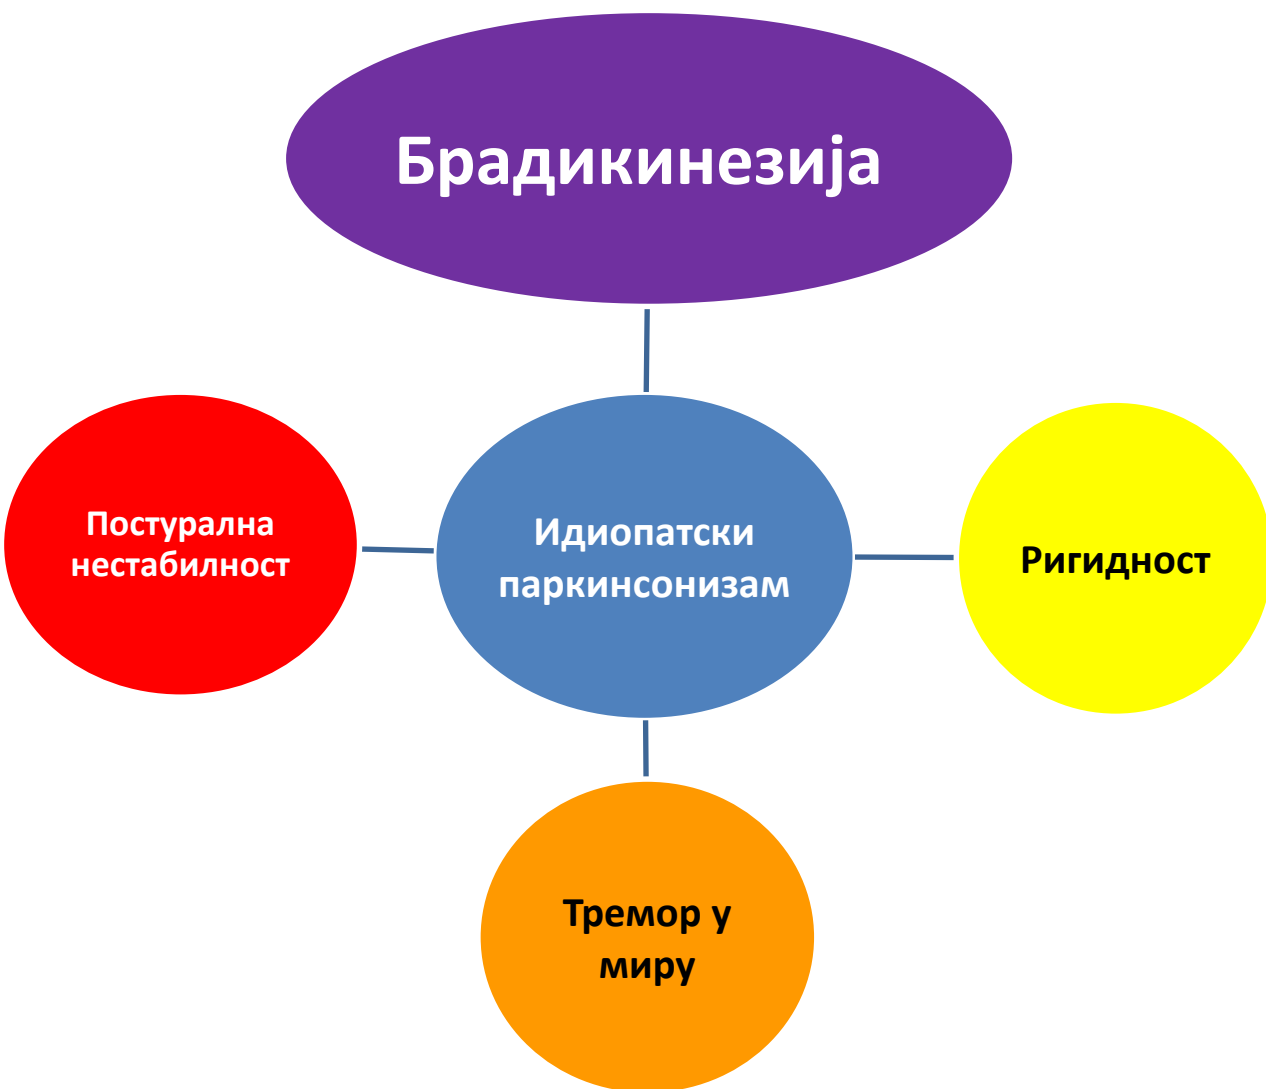 Брадикинезија
Постурална
нестабилност
Идиопатски
паркинсонизам
Ригидност
Тремор у
миру